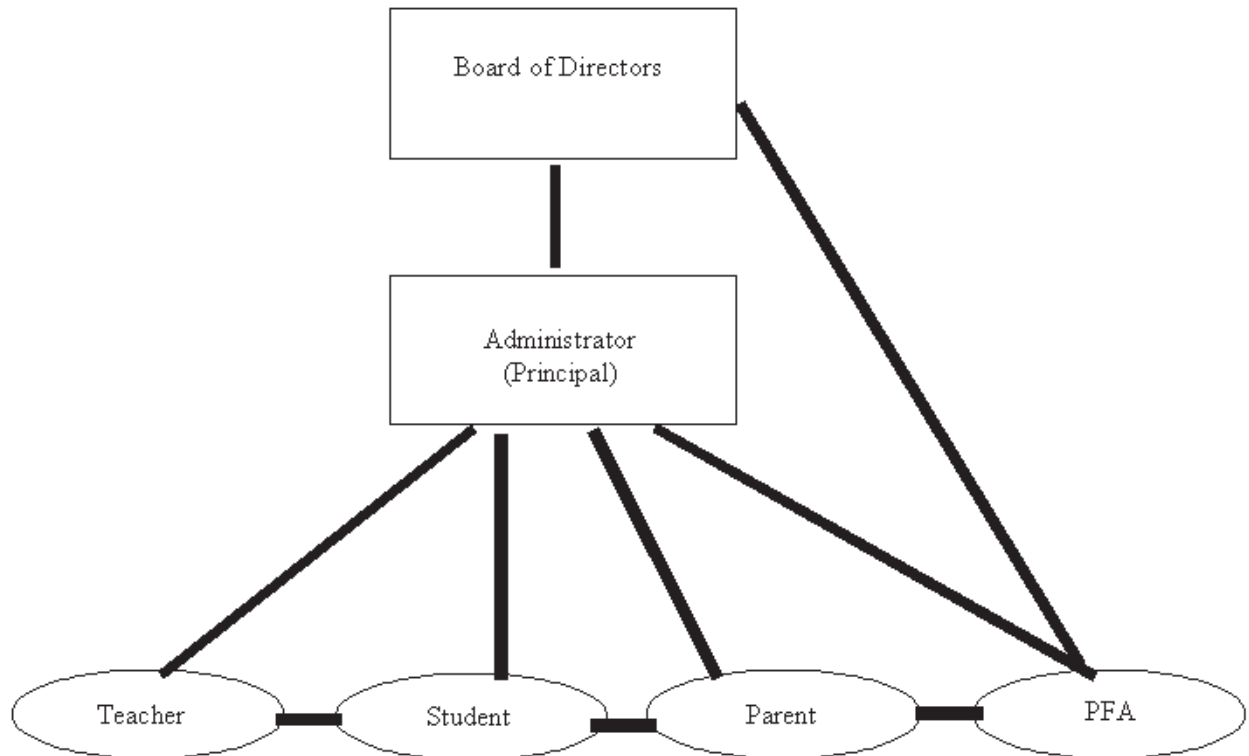 Board of Directors
Administrator
(Principal)
Teacher
Student
Parent
PFA